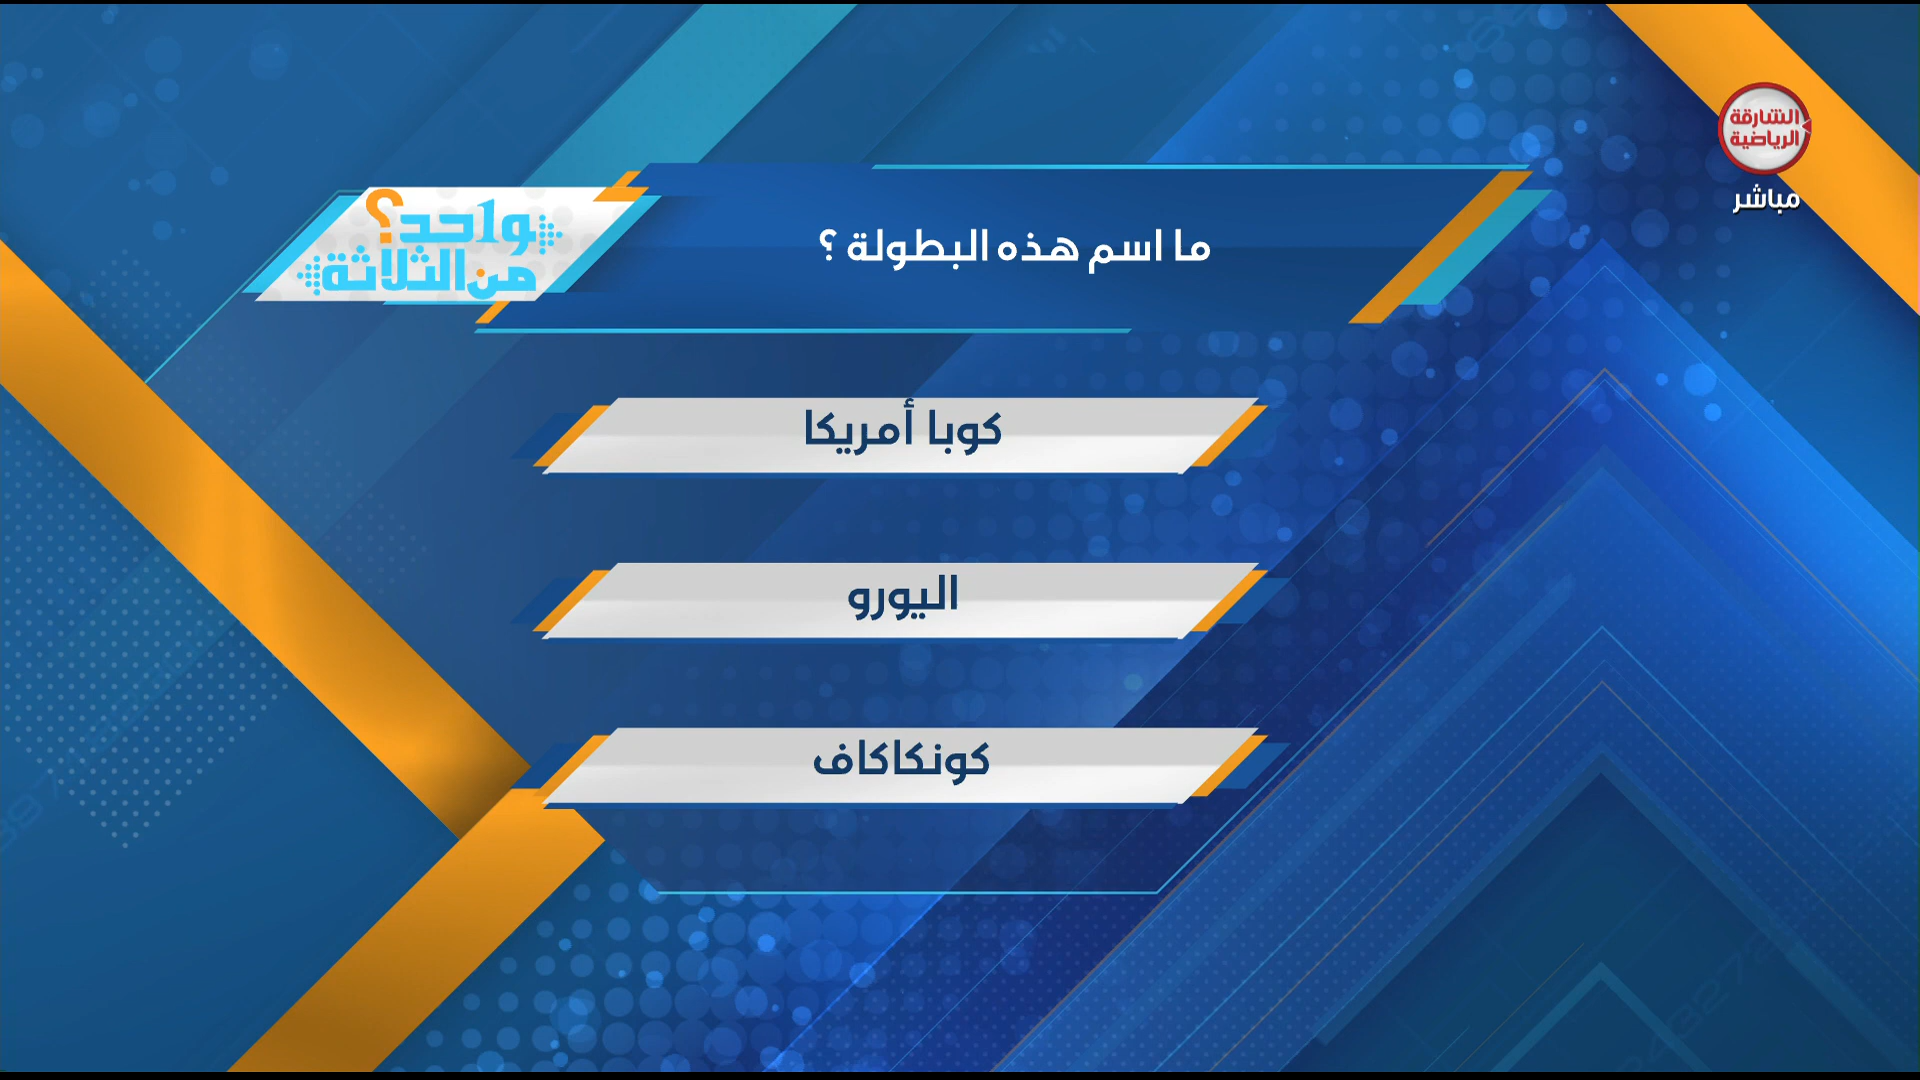 الشارقة
الرياضية
مباشر
واحد؟
من الثلاثة
ما اسم هذه البطولة ؟
كوبا أمريكا
اليورو
كونكاكاف